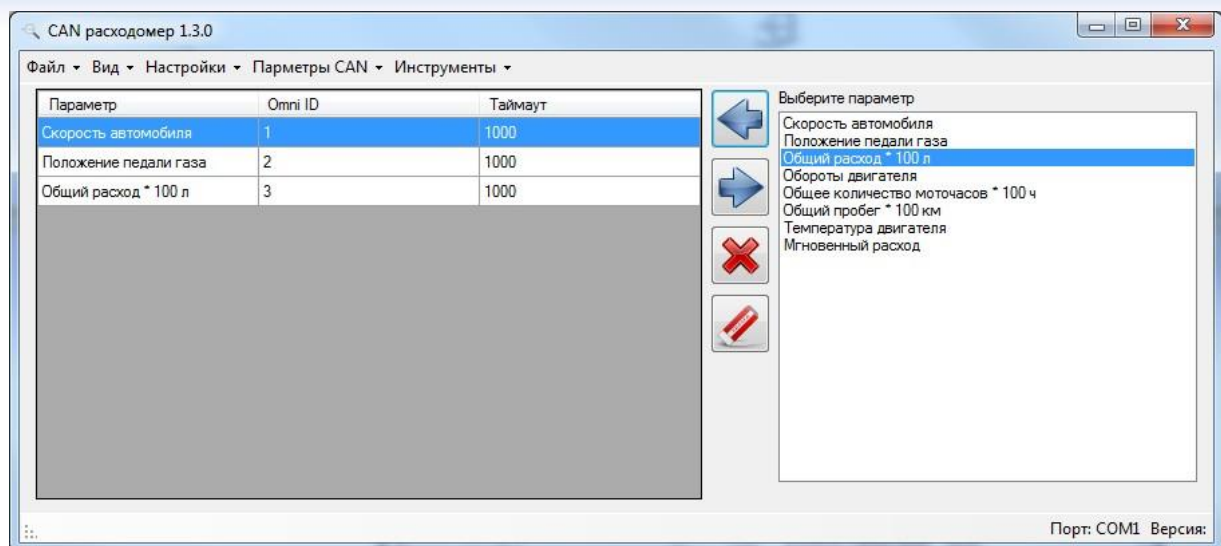 CAN расходомер 1.3.0
Файл Вид Настройки Парметры CAN Инструменты
Параметр Omni ID Таймаут
Скорость автомобиля 1 1000
Положение педали газа 2 1000
Общий расход * 100 л 3 1000
Выберите параметр
Скорость автомобиля
Положение педали газа
Общий расход * 100 л
Обороты двигателя
Общее количество моточасов * 100 ч
Общий пробег * 100 км
Температура двигателя
Мгновенный расход
Порт: COM1 Версия: